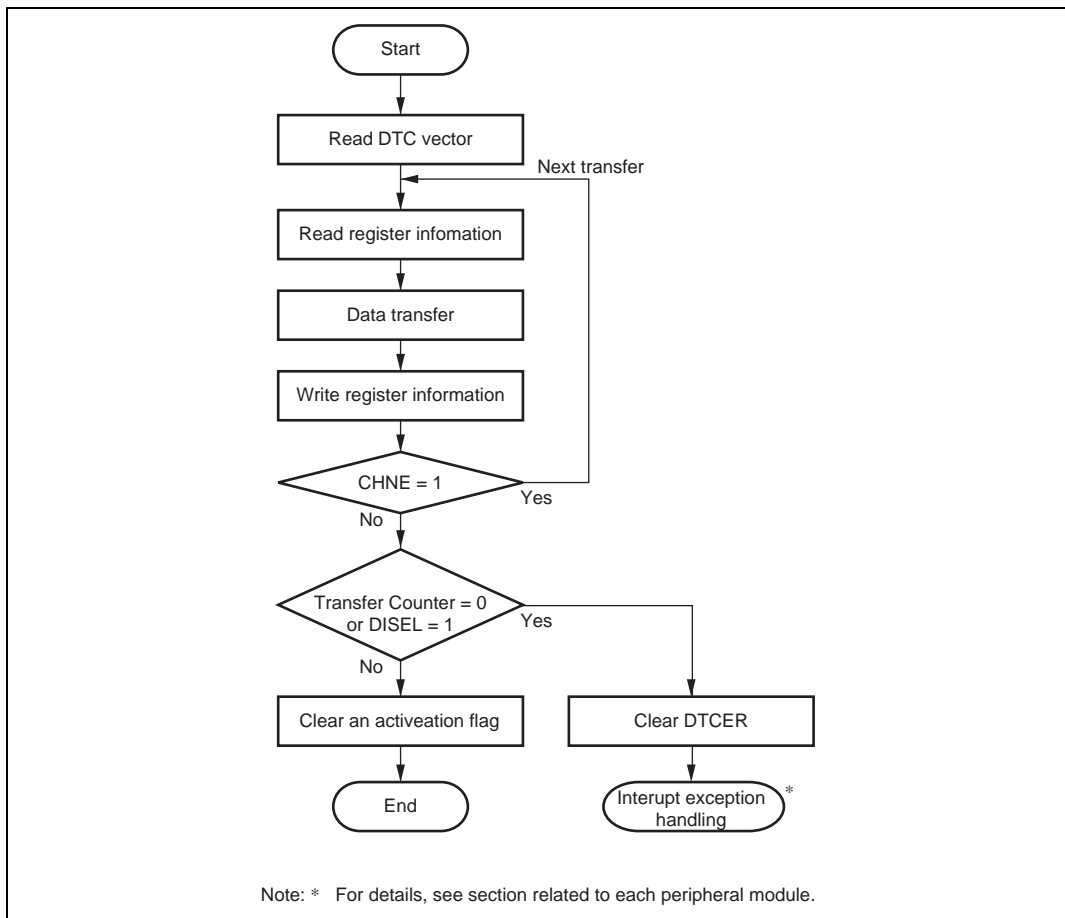 Start
Read DTC vector
Next transfer
Read register infomation
Data transfer
Write register information
CHNE = 1
Yes
No
Transfer Counter = 0
or DISEL = 1
Yes
No
Clear an activeation flag
Clear DTCER
End
Interupt exception
handling
*
Note: * For details, see section related to each peripheral module.